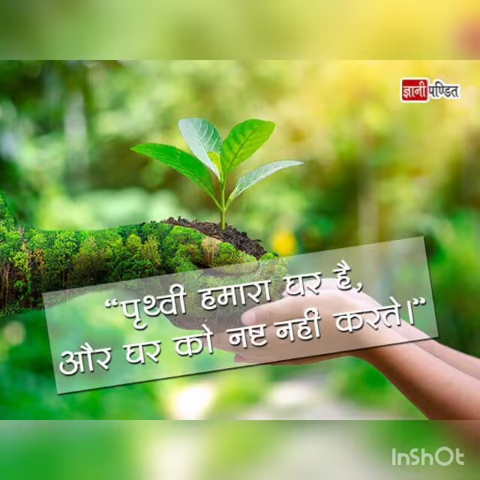 ज्ञानीपण्डित
“पृथ्वी हमारा घर है,
और घर को नष्ट नहीं करते।”
InShOt